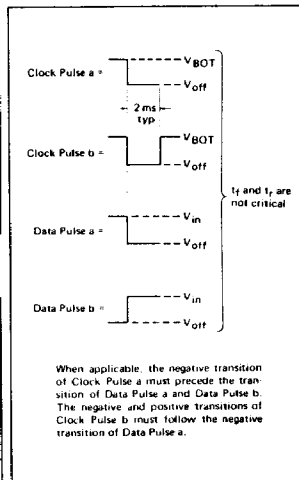 V_BOT
Clock Pulse a =
V_off
2 ms
typ
V_BOT
Clock Pulse b =
V_off
t_f and t_r are
not critical
V_in
Data Pulse a =
V_off
V_in
Data Pulse b =
V_off
When applicable, the negative transition
of Clock Pulse a must precede the tran-
sition of Data Pulse a and Data Pulse b.
The negative and positive transitions of
Clock Pulse b must follow the negative
transition of Data Pulse a.